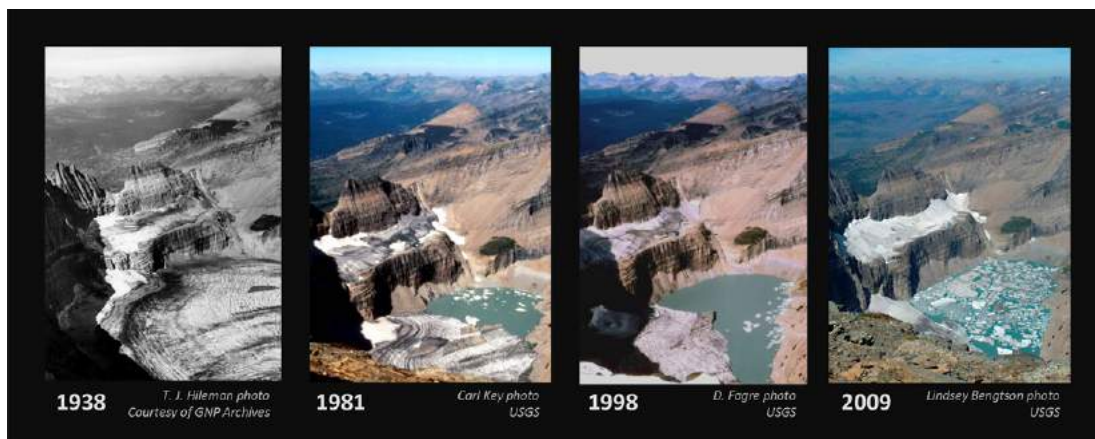 1938
T. J. Hileman photo
Courtesy of GNP Archives
1981
Carl Key photo
USGS
1998
D. Fagre photo
USGS
2009
Lindsey Bengtson photo
USGS